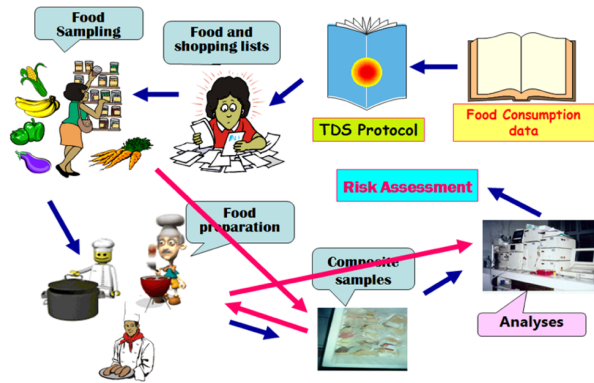 Food
Sampling
Food and
shopping lists
TDS Protocol
Food Consumption
data
Risk Assessment
Food
preparation
Composite
samples
Analyses